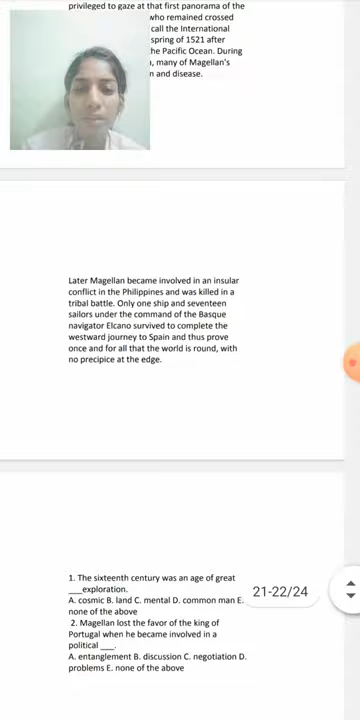 privileged to gaze at that first panorama of the
who remained crossed
call the International
spring of 1521 after
he Pacific Ocean. During
, many of Magellan's
n and disease.
Later Magellan became involved in an insular
conflict in the Philippines and was killed in a
tribal battle. Only one ship and seventeen
sailors under the command of the Basque
navigator Elcano survived to complete the
westward journey to Spain and thus prove
once and for all that the world is round, with
no precipice at the edge.
1. The sixteenth century was an age of great
___exploration.
A. cosmic B. land C. mental D. common man E.
none of the above
2. Magellan lost the favor of the king of
Portugal when he became involved in a
political ___.
A. entanglement B. discussion C. negotiation D.
problems E. none of the above
21-22/24